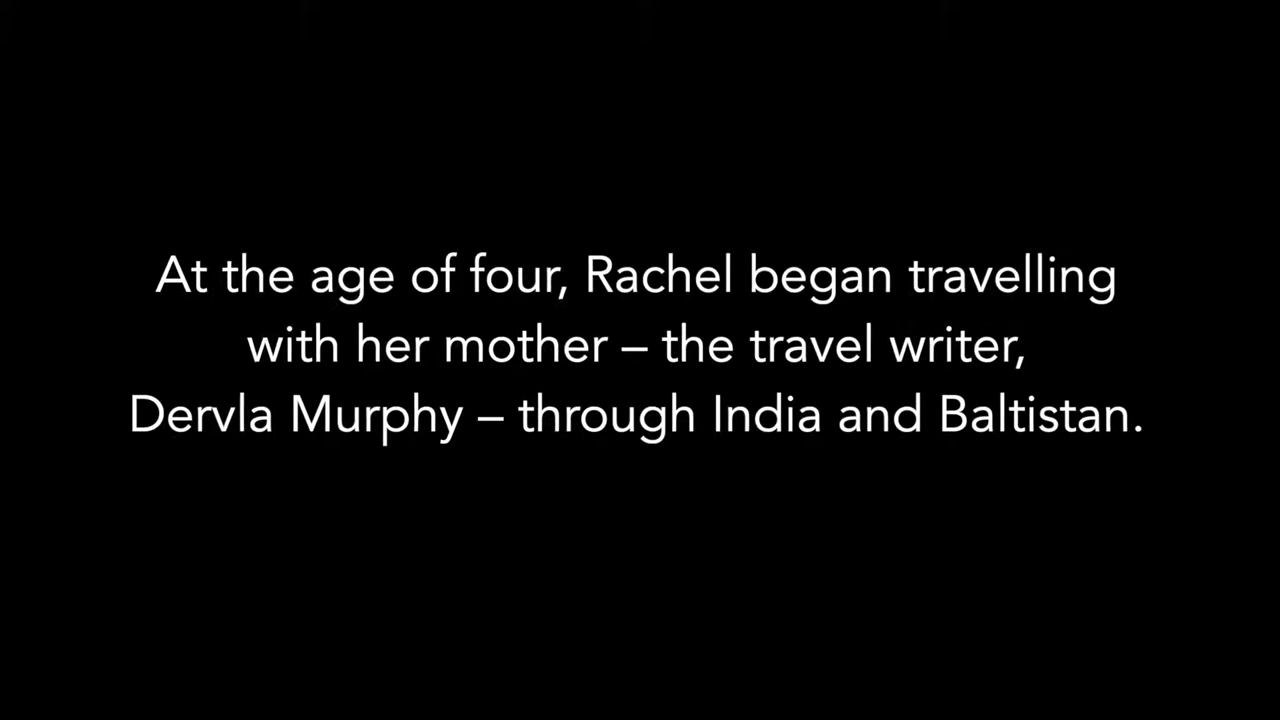 At the age of four, Rachel began travelling
with her mother – the travel writer,
Dervla Murphy – through India and Baltistan.